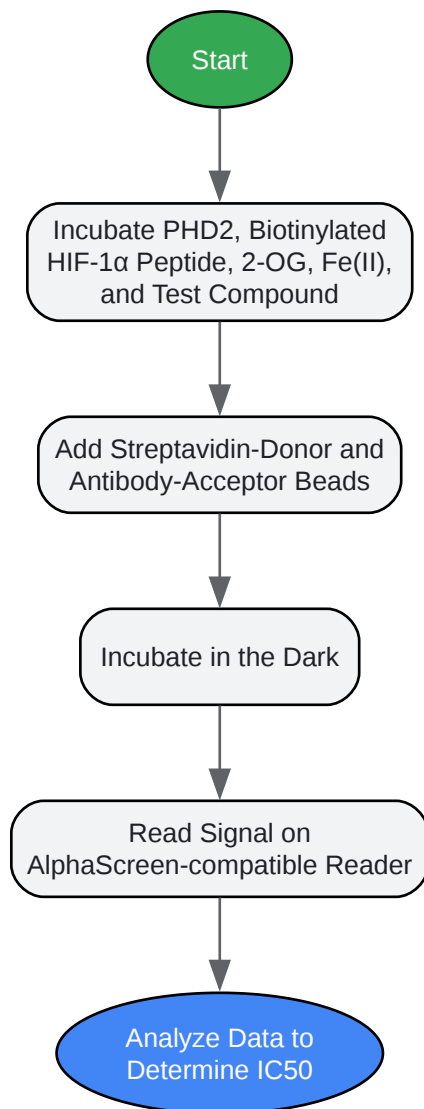 Start
Incubate PHD2, Biotinylated
HIF-1α Peptide, 2-OG, Fe(II),
and Test Compound
Add Streptavidin-Donor and
Antibody-Acceptor Beads
Incubate in the Dark
Read Signal on
AlphaScreen-compatible Reader
Analyze Data to
Determine IC50